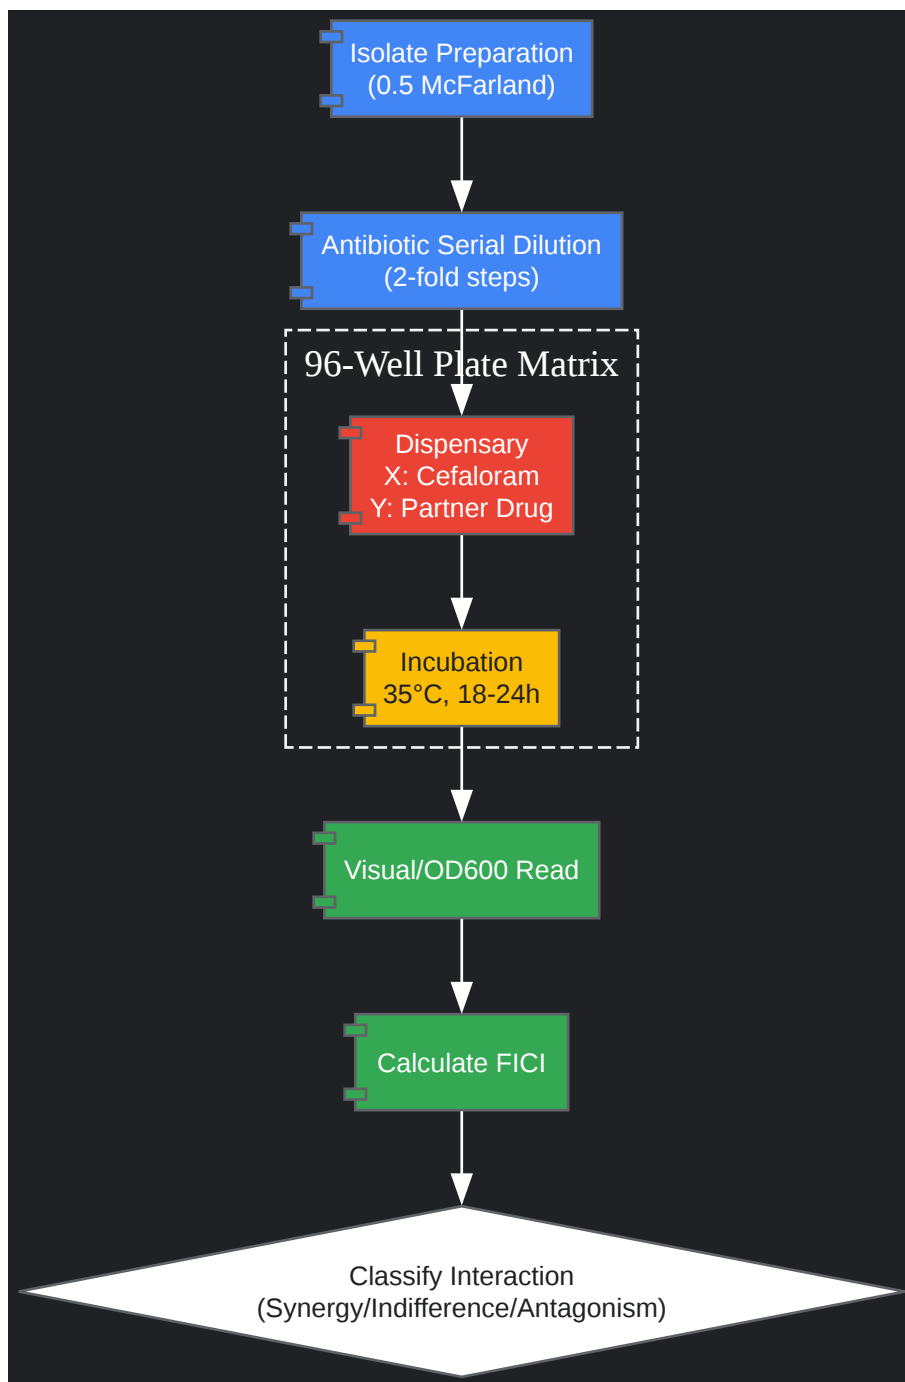 Isolate Preparation
(0.5 McFarland)
Antibiotic Serial Dilution
(2-fold steps)
96-Well Plate Matrix
Dispensary
X: Cefaloram
Y: Partner Drug
Incubation
35°C, 18-24h
Visual/OD600 Read
Calculate FICI
Classify Interaction
(Synergy/Indifference/Antagonism)